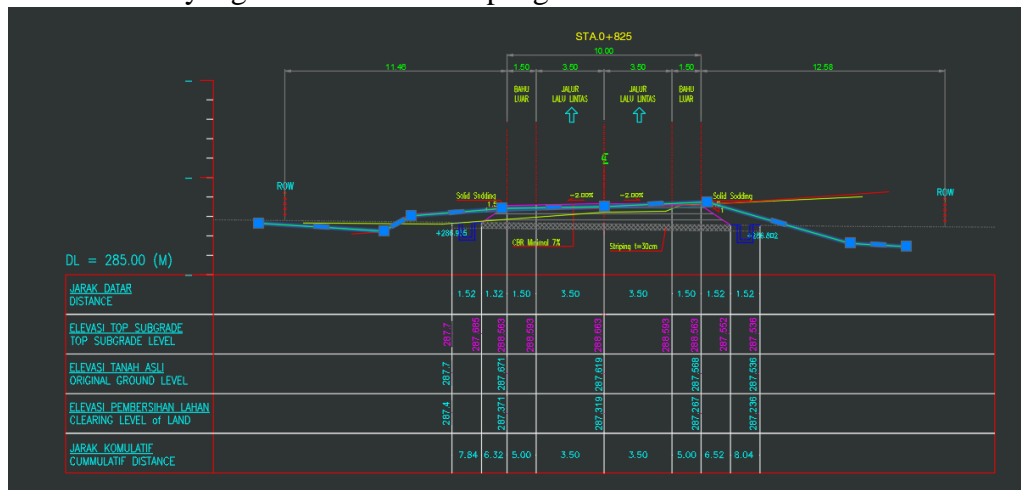 STA.0+825
10.00
11.46 1.50 3.50 3.50 1.50 12.58
BAHU LUAR JALUR LALU LINTAS JALUR LALU LINTAS BAHU LUAR
ROW ROW
Solid Sodding -2.00% -2.00% Solid Sodding
CBR Minimal 7% Striping t=30cm
DL = 285.00 (M)
JARAK DATAR
DISTANCE
1.52 1.32 1.50 3.50 3.50 1.50 1.52 1.52
ELEVASI TOP SUBGRADE
TOP SUBGRADE LEVEL
287.7 287.685 288.563 288.593 288.663 288.593 288.563 287.552 287.536
ELEVASI TANAH ASLI
ORIGINAL GROUND LEVEL
287.7 287.671 287.619 287.568 287.536
ELEVASI PEMBERSIHAN LAHAN
CLEARING LEVEL of LAND
287.4 287.371 287.319 287.267 287.236
JARAK KOMULATIF
CUMMULATIF DISTANCE
7.84 6.32 5.00 3.50 3.50 5.00 6.52 8.04